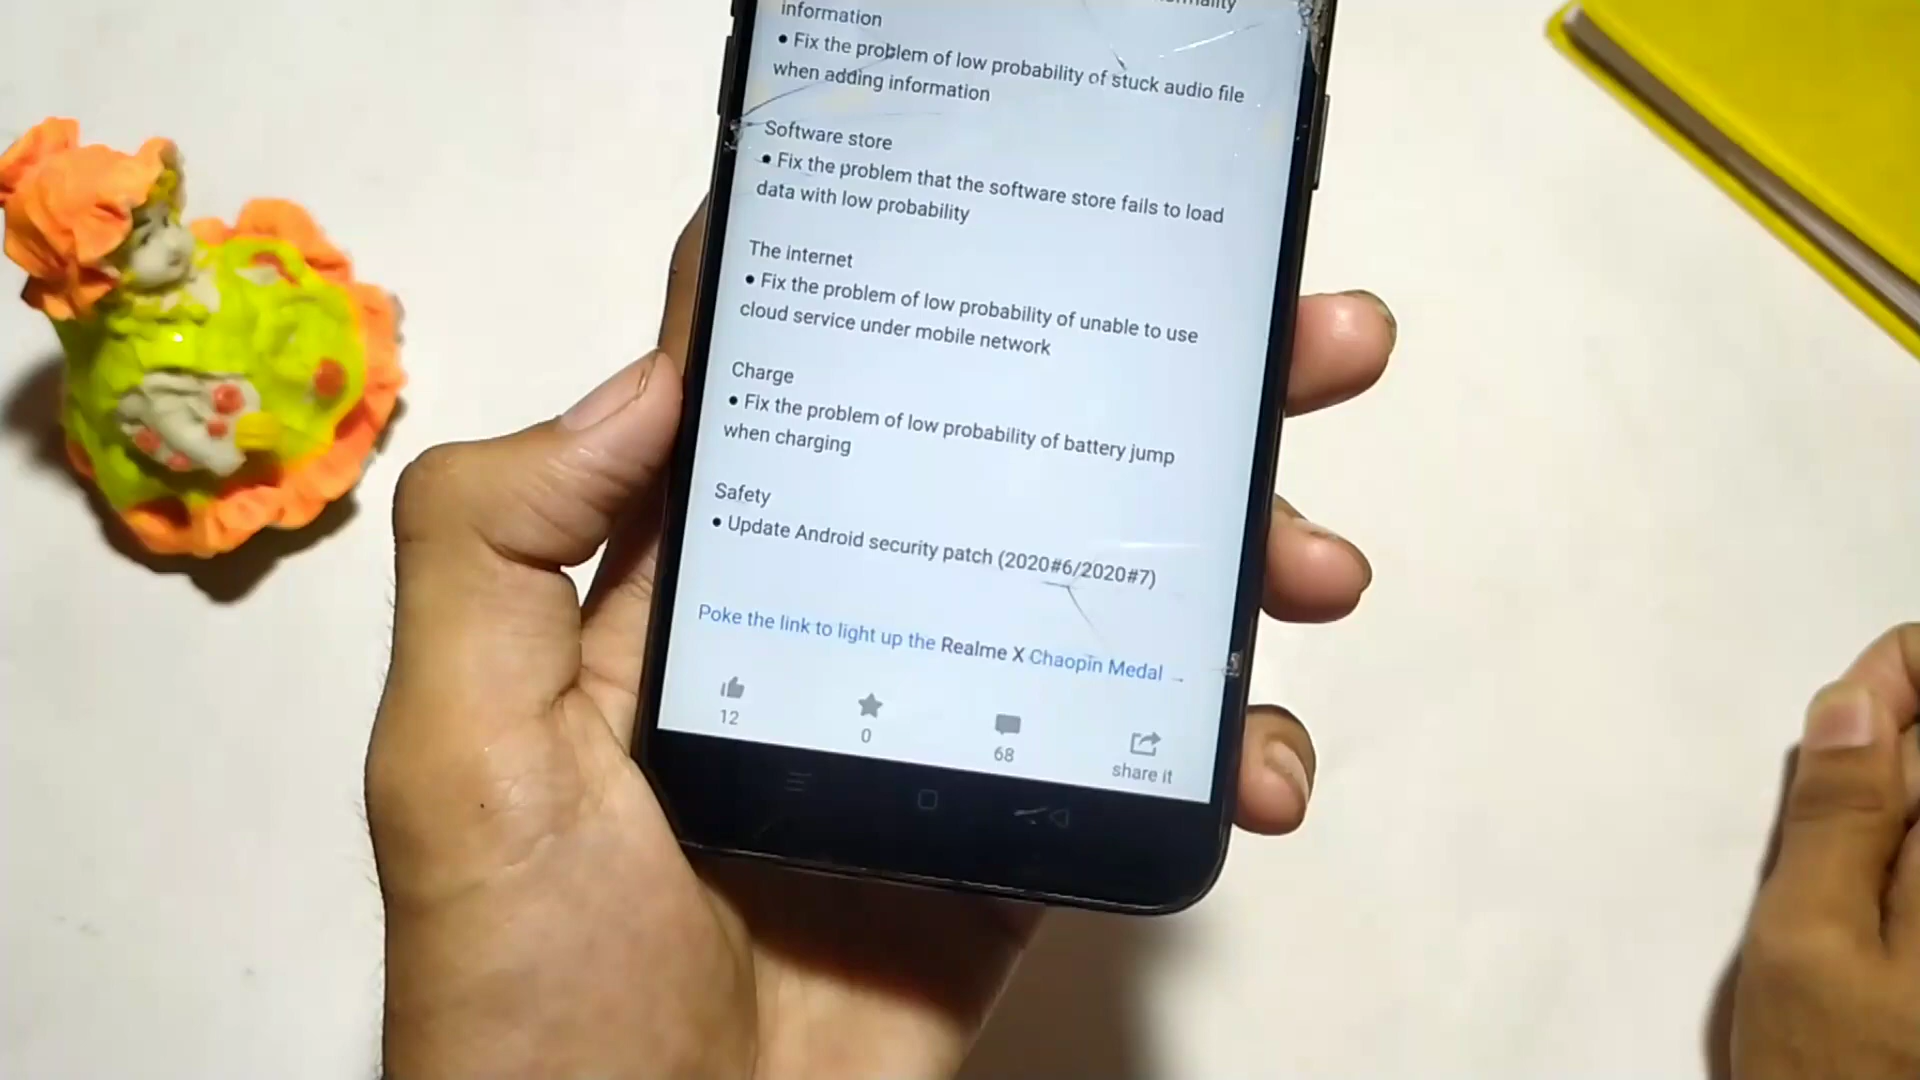 information
• Fix the problem of low probability of stuck audio file
when adding information
Software store
• Fix the problem that the software store fails to load
data with low probability
The internet
• Fix the problem of low probability of unable to use
cloud service under mobile network
Charge
• Fix the problem of low probability of battery jump
when charging
Safety
• Update Android security patch (2020#6/2020#7)
Poke the link to light up the Realme X Chaopin Medal →
12
0
68
share it